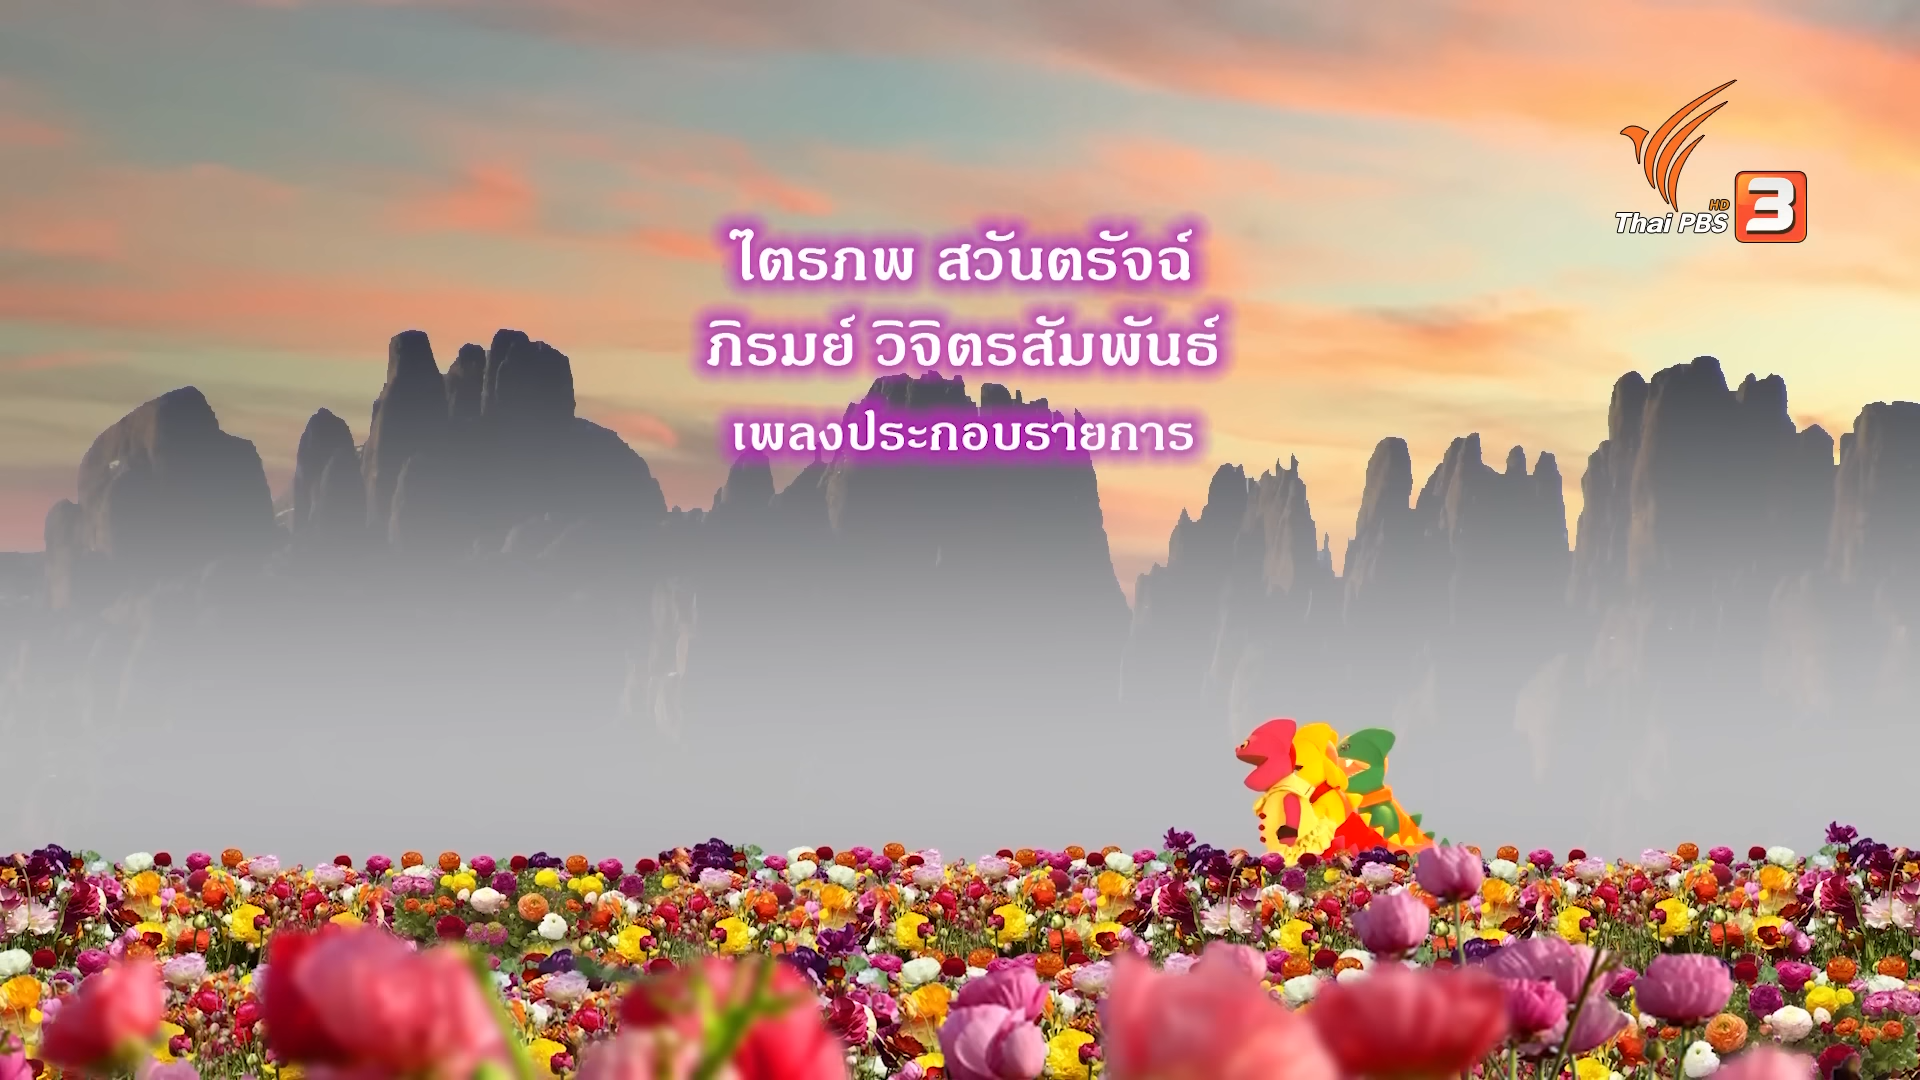 Thai PBS HD 3
ไตรภพ สวันตรัจฉ์
ภิรมย์ วิจิตรสัมพันธ์
เพลงประกอบรายการ